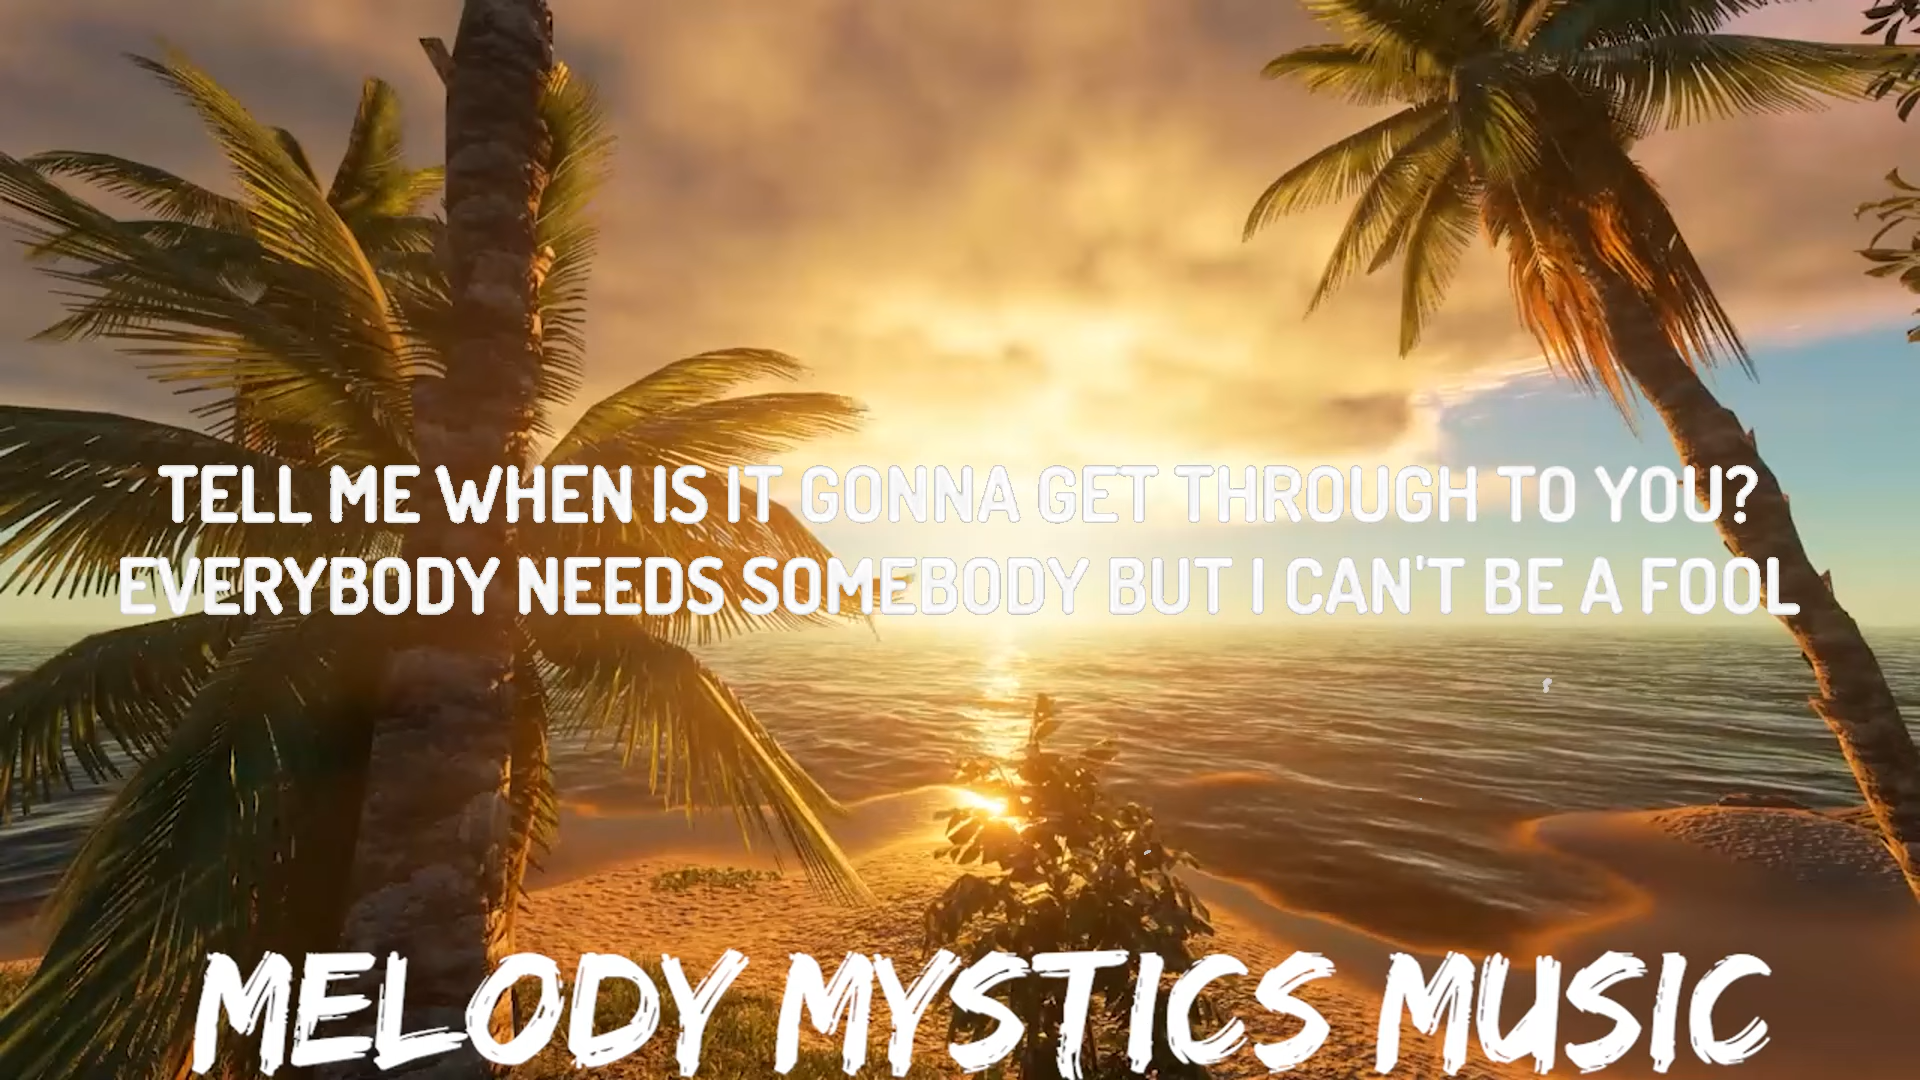 TELL ME WHEN IS IT GONNA GET THROUGH TO YOU?
EVERYBODY NEEDS SOMEBODY BUT I CAN'T BE A FOOL
MELODY MYSTICS MUSIC